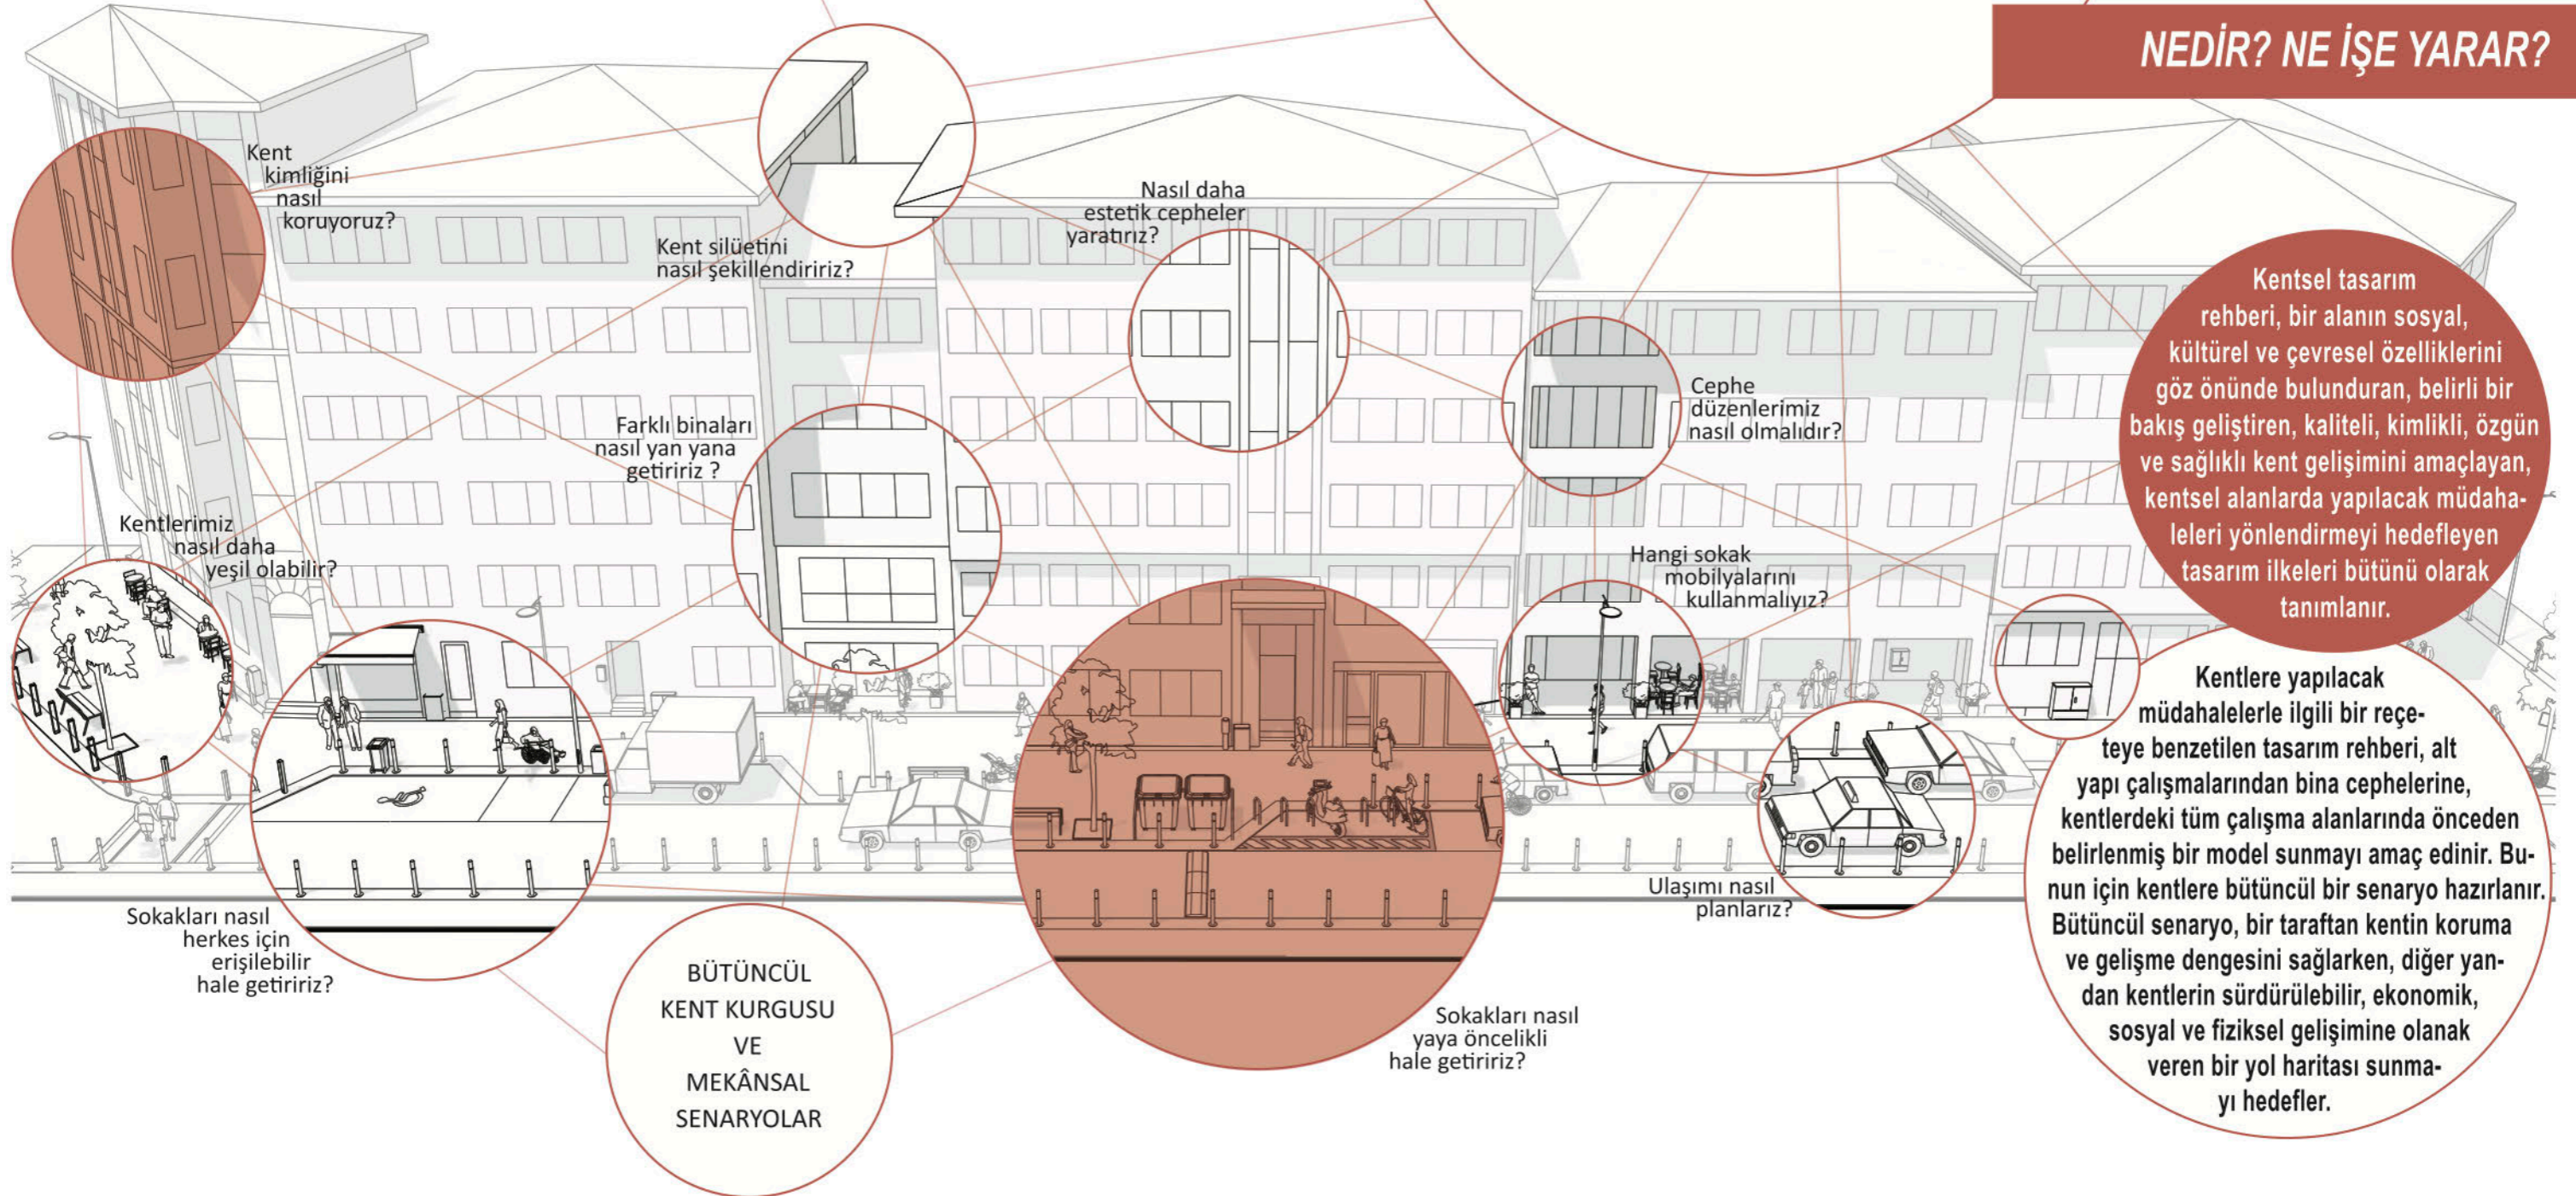 NEDİR? NE İŞE YARAR?
Kent
kimliğini
nasıl
koruyoruz?
Kent silüetini
nasıl şekillendiririz?
Nasıl daha
estetik cepheler
yaratırız?
Farklı binaları
nasıl yan yana
getiririz ?
Cephe
düzenlerimiz
nasıl olmalıdır?
Kentlerimiz
nasıl daha
yeşil olabilir?
Hangi sokak
mobilyalarını
kullanmalıyız?
Sokakları nasıl
herkes için
erişilebilir
hale getiririz?
BÜTÜNCÜL
KENT KURGUSU
VE
MEKÂNSAL
SENARYOLAR
Sokakları nasıl
yaya öncelikli
hale getiririz?
Ulaşımı nasıl
planlarız?
Kentsel tasarım
rehberi, bir alanın sosyal,
kültürel ve çevresel özelliklerini
göz önünde bulunduran, belirli bir
bakış geliştiren, kaliteli, kimlikli, özgün
ve sağlıklı kent gelişimini amaçlayan,
kentsel alanlarda yapılacak müdaha-
leleri yönlendirmeyi hedefleyen
tasarım ilkeleri bütünü olarak
tanımlanır.
Kentlere yapılacak
müdahalelerle ilgili bir reçe-
teye benzetilen tasarım rehberi, alt
yapı çalışmalarından bina cephelerine,
kentlerdeki tüm çalışma alanlarında önceden
belirlenmiş bir model sunmayı amaç edinir. Bu-
nun için kentlere bütüncül bir senaryo hazırlanır.
Bütüncül senaryo, bir taraftan kentin koruma
ve gelişme dengesini sağlarken, diğer yan-
dan kentlerin sürdürülebilir, ekonomik,
sosyal ve fiziksel gelişimine olanak
veren bir yol haritası sunma-
yı hedefler.